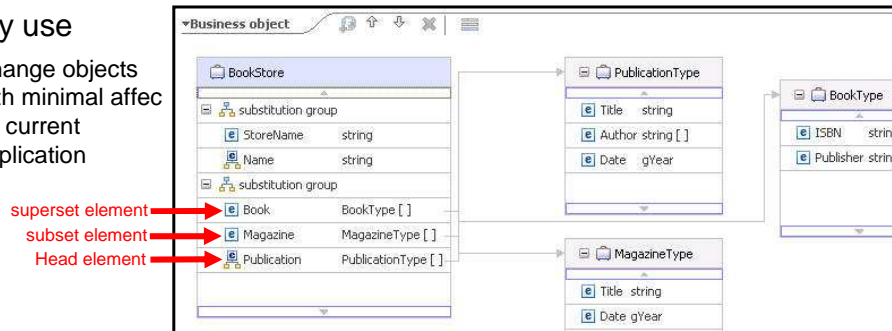 y use
ange objects
th minimal affec
current
plication
superset element
subset element
Head element
Business object
BookStore
substitution group
e StoreName string
e Name string
substitution group
e Book BookType [ ]
e Magazine MagazineType [ ]
e Publication PublicationType [ ]
PublicationType
e Title string
e Author string [ ]
e Date gYear
MagazineType
e Title string
e Date gYear
BookType
e ISBN strin
e Publisher strin